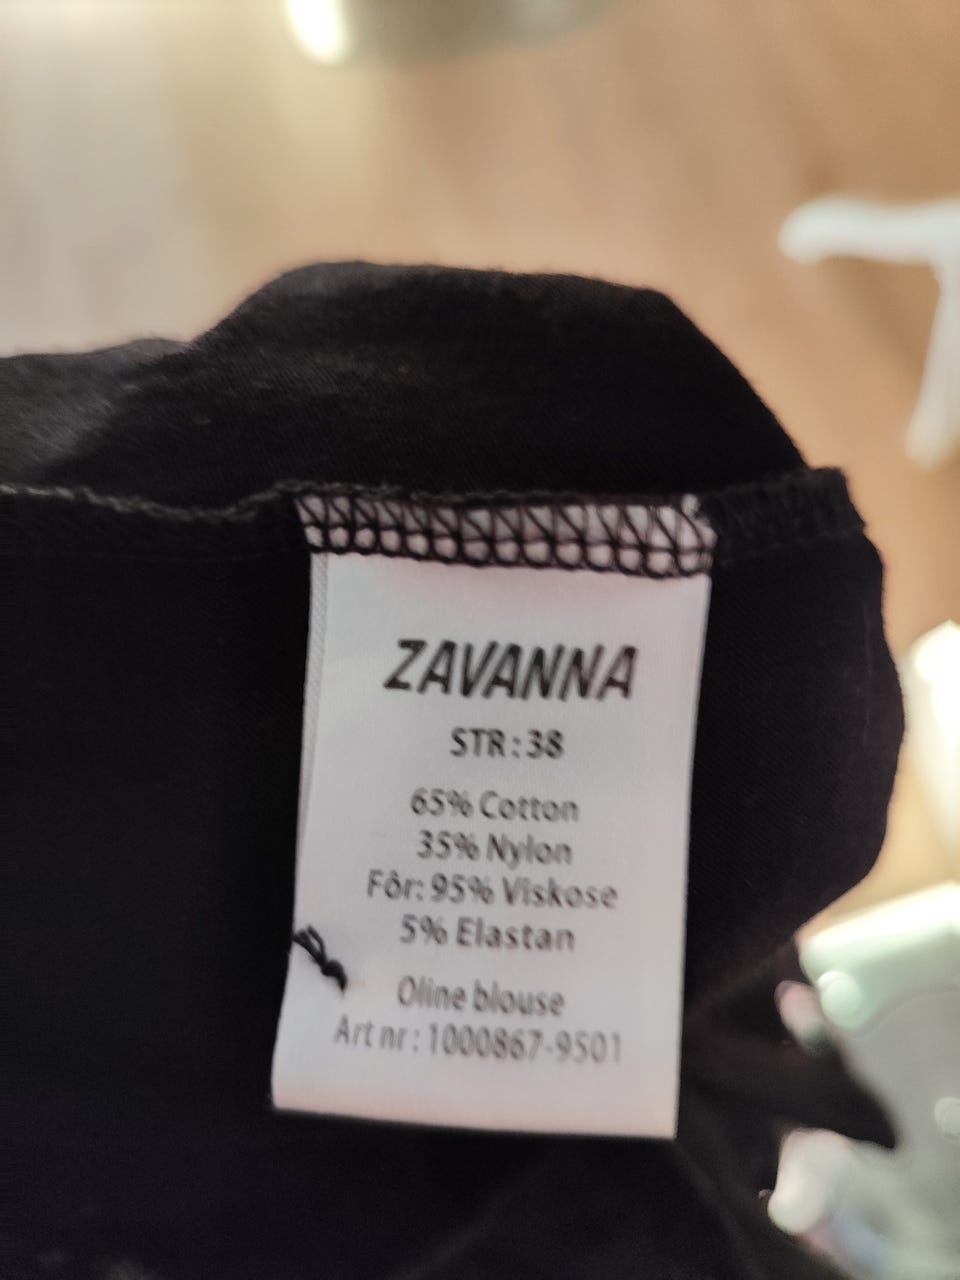 ZAVANNA
STR : 38
65% Cotton
35% Nylon
Fôr: 95% Viskose
5% Elastan
Oline blouse
Art nr : 1000867-9501